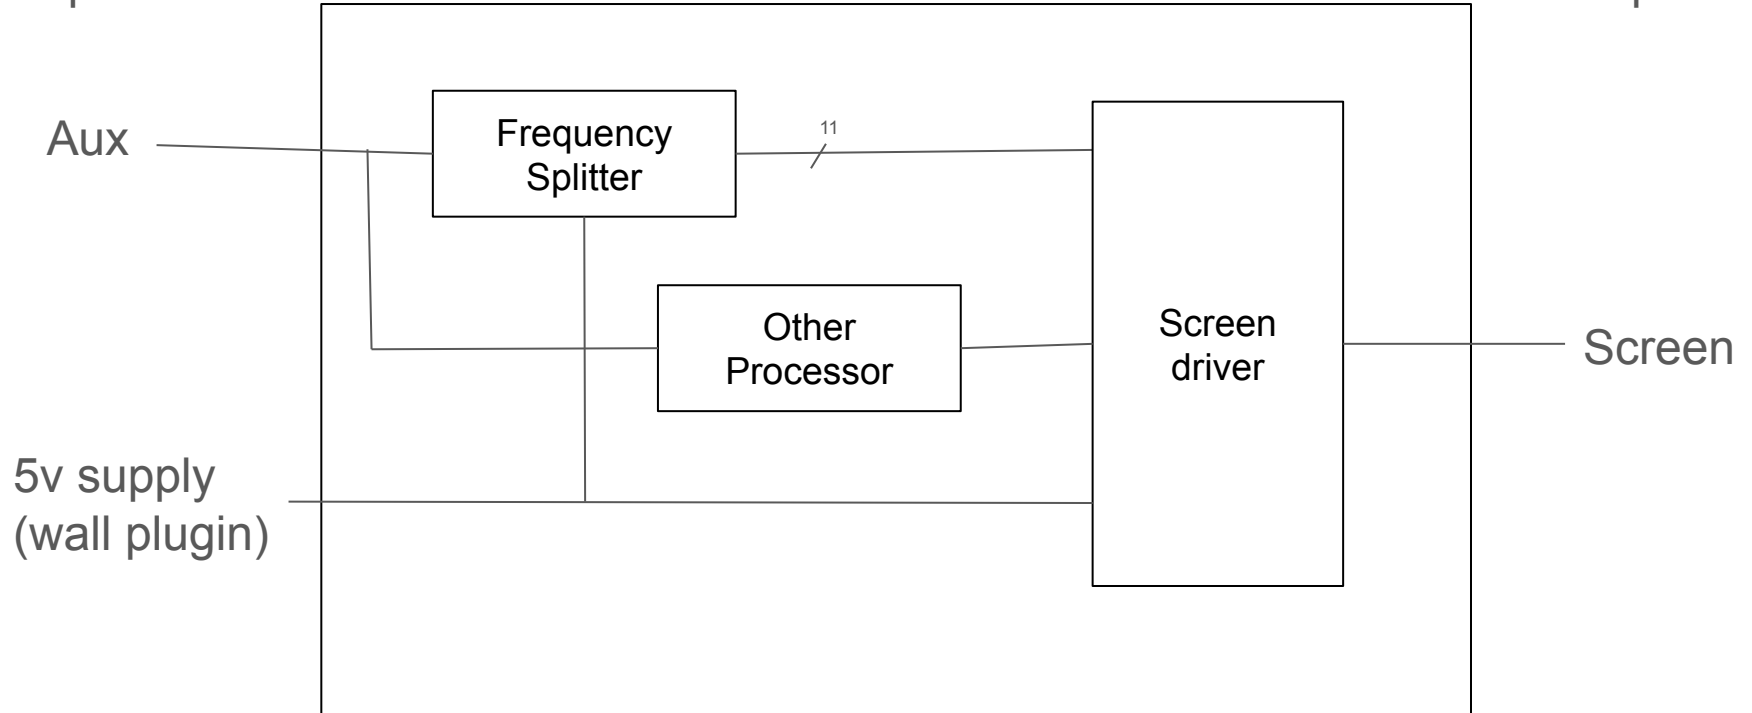 Aux
Frequency
Splitter
11
Other
Processor
Screen
driver
Screen
5v supply
(wall plugin)